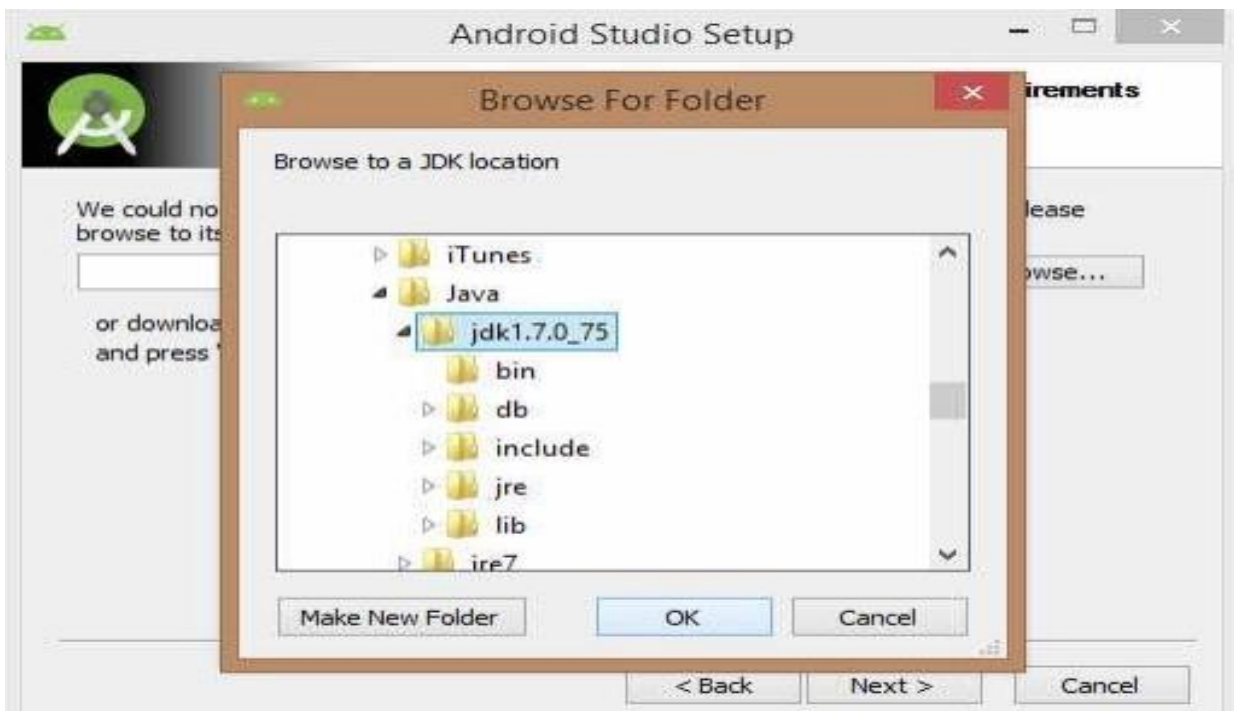 Android Studio Setup
irements
Browse For Folder
Browse to a JDK location
We could no
browse to its
lease
owse...
or downloa
and press '
iTunes
Java
jdk1.7.0_75
bin
db
include
jre
lib
jre7
Make New Folder
OK
Cancel
< Back
Next >
Cancel